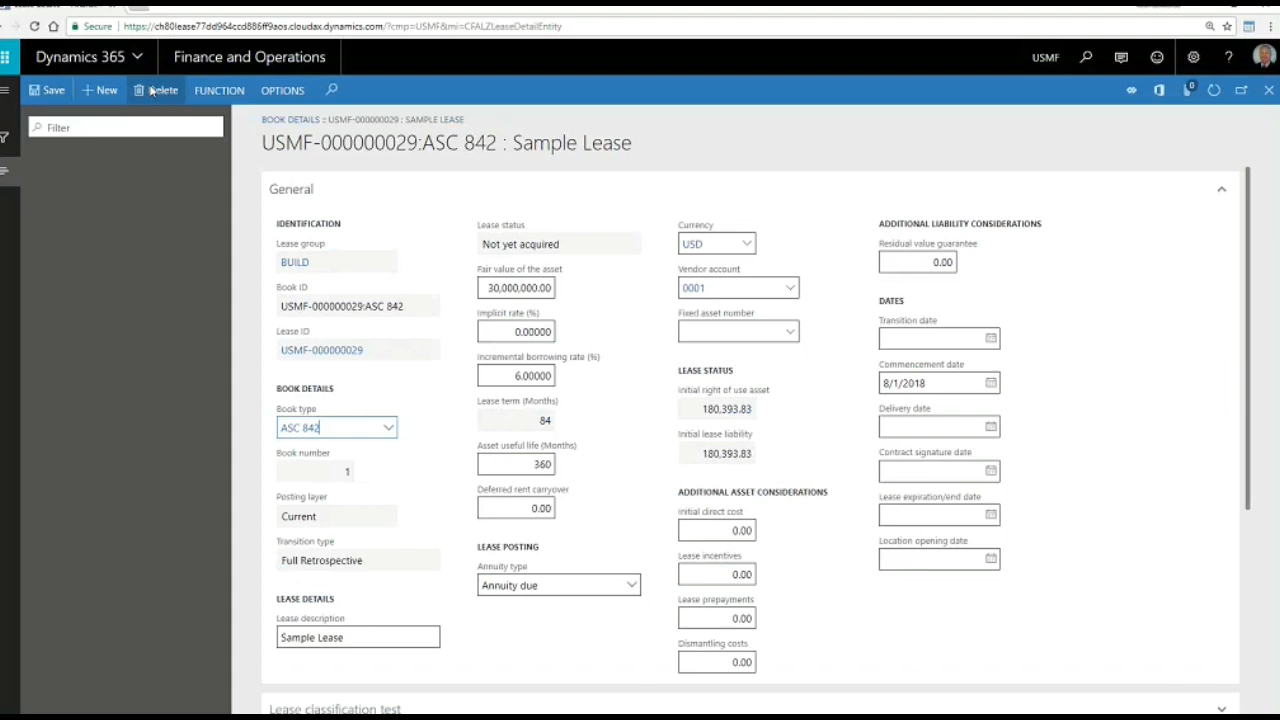 Secure
https://ch80lease77dd964ccd886ff9aos.cloudax.dynamics.com/?cmp=USMF&mi=CFALZLeaseDetailEntity
Dynamics 365
Finance and Operations
USMF
?
Save
+ New
Delete
FUNCTION
OPTIONS
0
Filter
BOOK DETAILS :: USMF-000000029 : SAMPLE LEASE
USMF-000000029:ASC 842 : Sample Lease
General
IDENTIFICATION
Lease group
BUILD
Book ID
USMF-000000029:ASC 842
Lease ID
USMF-000000029
BOOK DETAILS
Book type
ASC 842
Book number
1
Posting layer
Current
Transition type
Full Retrospective
LEASE DETAILS
Lease description
Sample Lease
Lease status
Not yet acquired
Fair value of the asset
30,000,000.00
Implicit rate (%)
0.00000
Incremental borrowing rate (%)
6.00000
Lease term (Months)
84
Asset useful life (Months)
360
Deferred rent carryover
0.00
LEASE POSTING
Annuity type
Annuity due
Currency
USD
Vendor account
0001
Fixed asset number
LEASE STATUS
Initial right of use asset
180,393.83
Initial lease liability
180,393.83
ADDITIONAL ASSET CONSIDERATIONS
Initial direct cost
0.00
Lease incentives
0.00
Lease prepayments
0.00
Dismantling costs
0.00
ADDITIONAL LIABILITY CONSIDERATIONS
Residual value guarantee
0.00
DATES
Transition date
Commencement date
8/1/2018
Delivery date
Contract signature date
Lease expiration/end date
Location opening date
Lease classification test